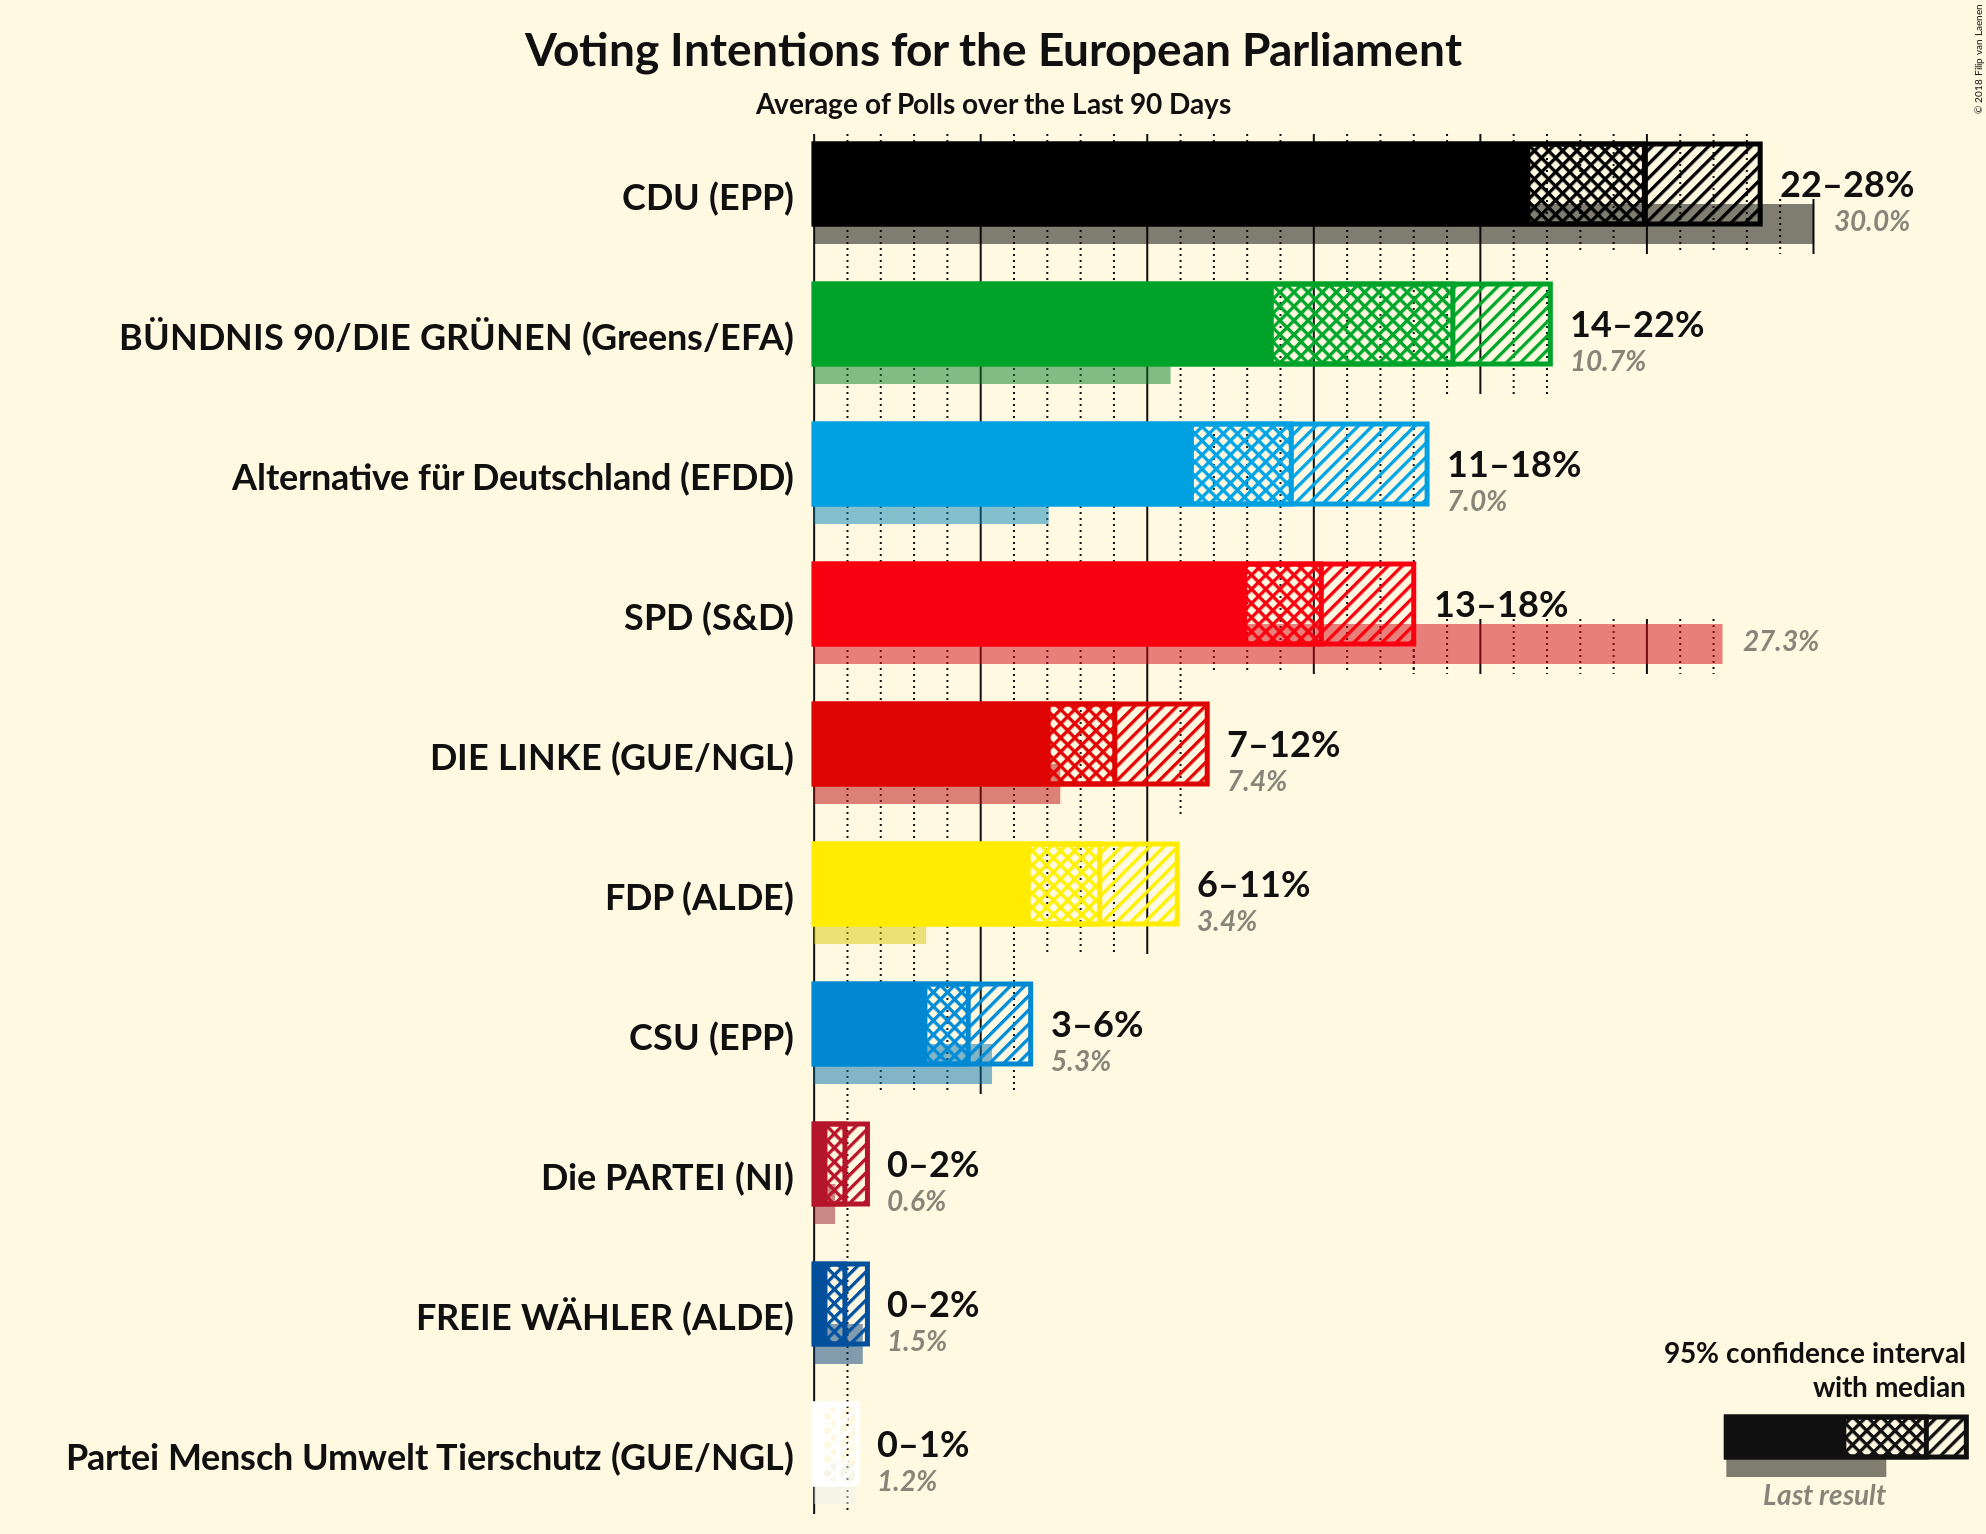 Voting Intentions for the European Parliament
Average of Polls over the Last 90 Days
© 2018 Filip van Laenen
CDU (EPP)
22–28%
30.0%
BÜNDNIS 90/DIE GRÜNEN (Greens/EFA)
14–22%
10.7%
Alternative für Deutschland (EFDD)
11–18%
7.0%
SPD (S&D)
13–18%
27.3%
DIE LINKE (GUE/NGL)
7–12%
7.4%
FDP (ALDE)
6–11%
3.4%
CSU (EPP)
3–6%
5.3%
Die PARTEI (NI)
0–2%
0.6%
FREIE WÄHLER (ALDE)
0–2%
1.5%
Partei Mensch Umwelt Tierschutz (GUE/NGL)
0–1%
1.2%
95% confidence interval
with median
Last result